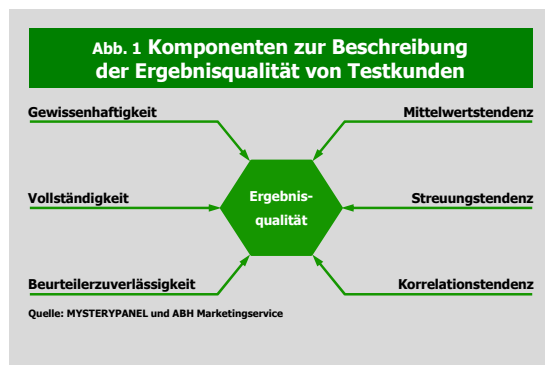 Abb. 1 Komponenten zur Beschreibung
der Ergebnisqualität von Testkunden
Gewissenhaftigkeit
Mittelwertstendenz
Vollständigkeit
Ergebnis-
qualität
Streuungstendenz
Beurteilerzuverlässigkeit
Korrelationstendenz
Quelle: MYSTERYPANEL und ABH Marketingservice